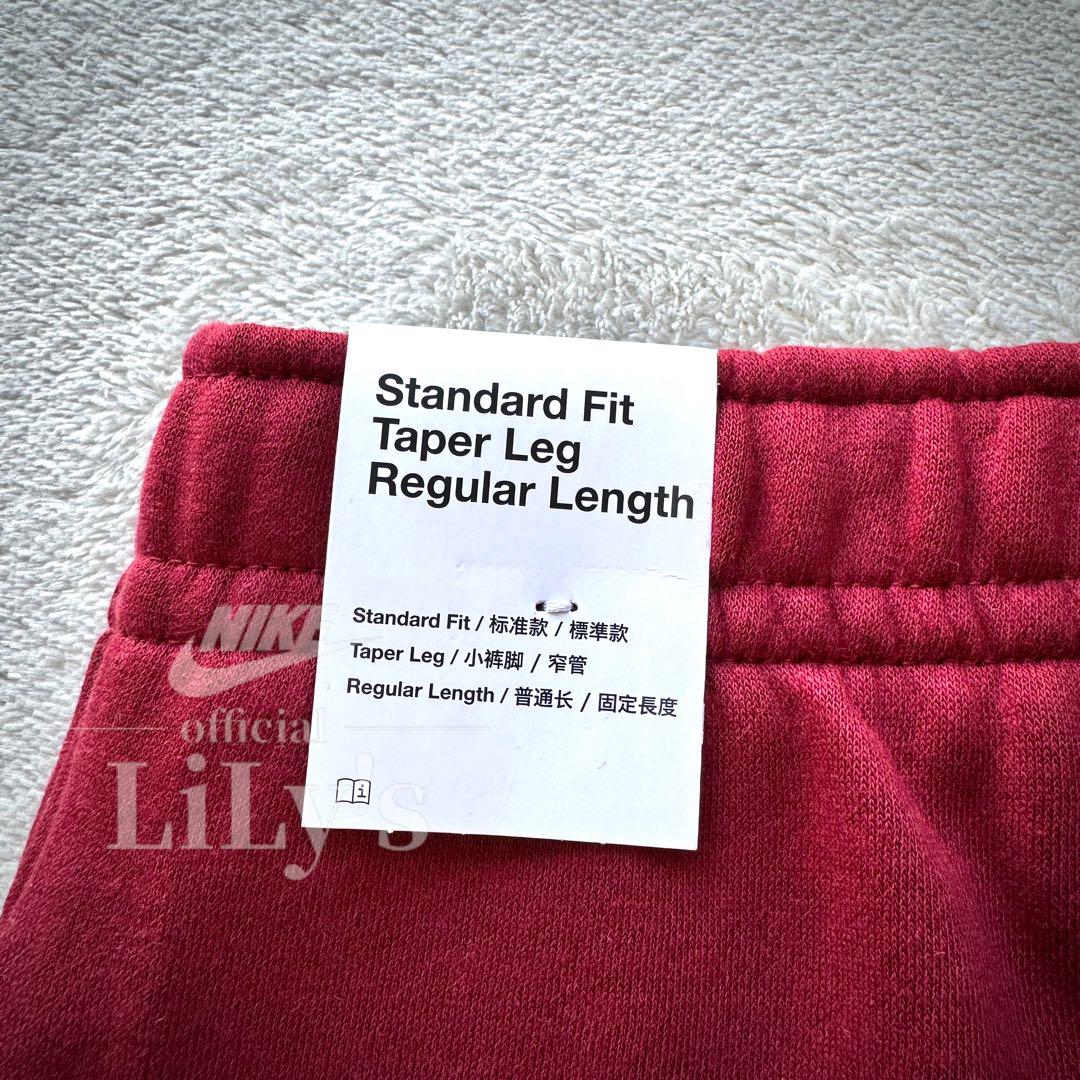 Standard Fit
Taper Leg
Regular Length
Standard Fit / 标准款 / 標準款
Taper Leg / 小裤脚 / 窄管
Regular Length / 普通长 / 固定長度
i
NIKE
official
LiLy's